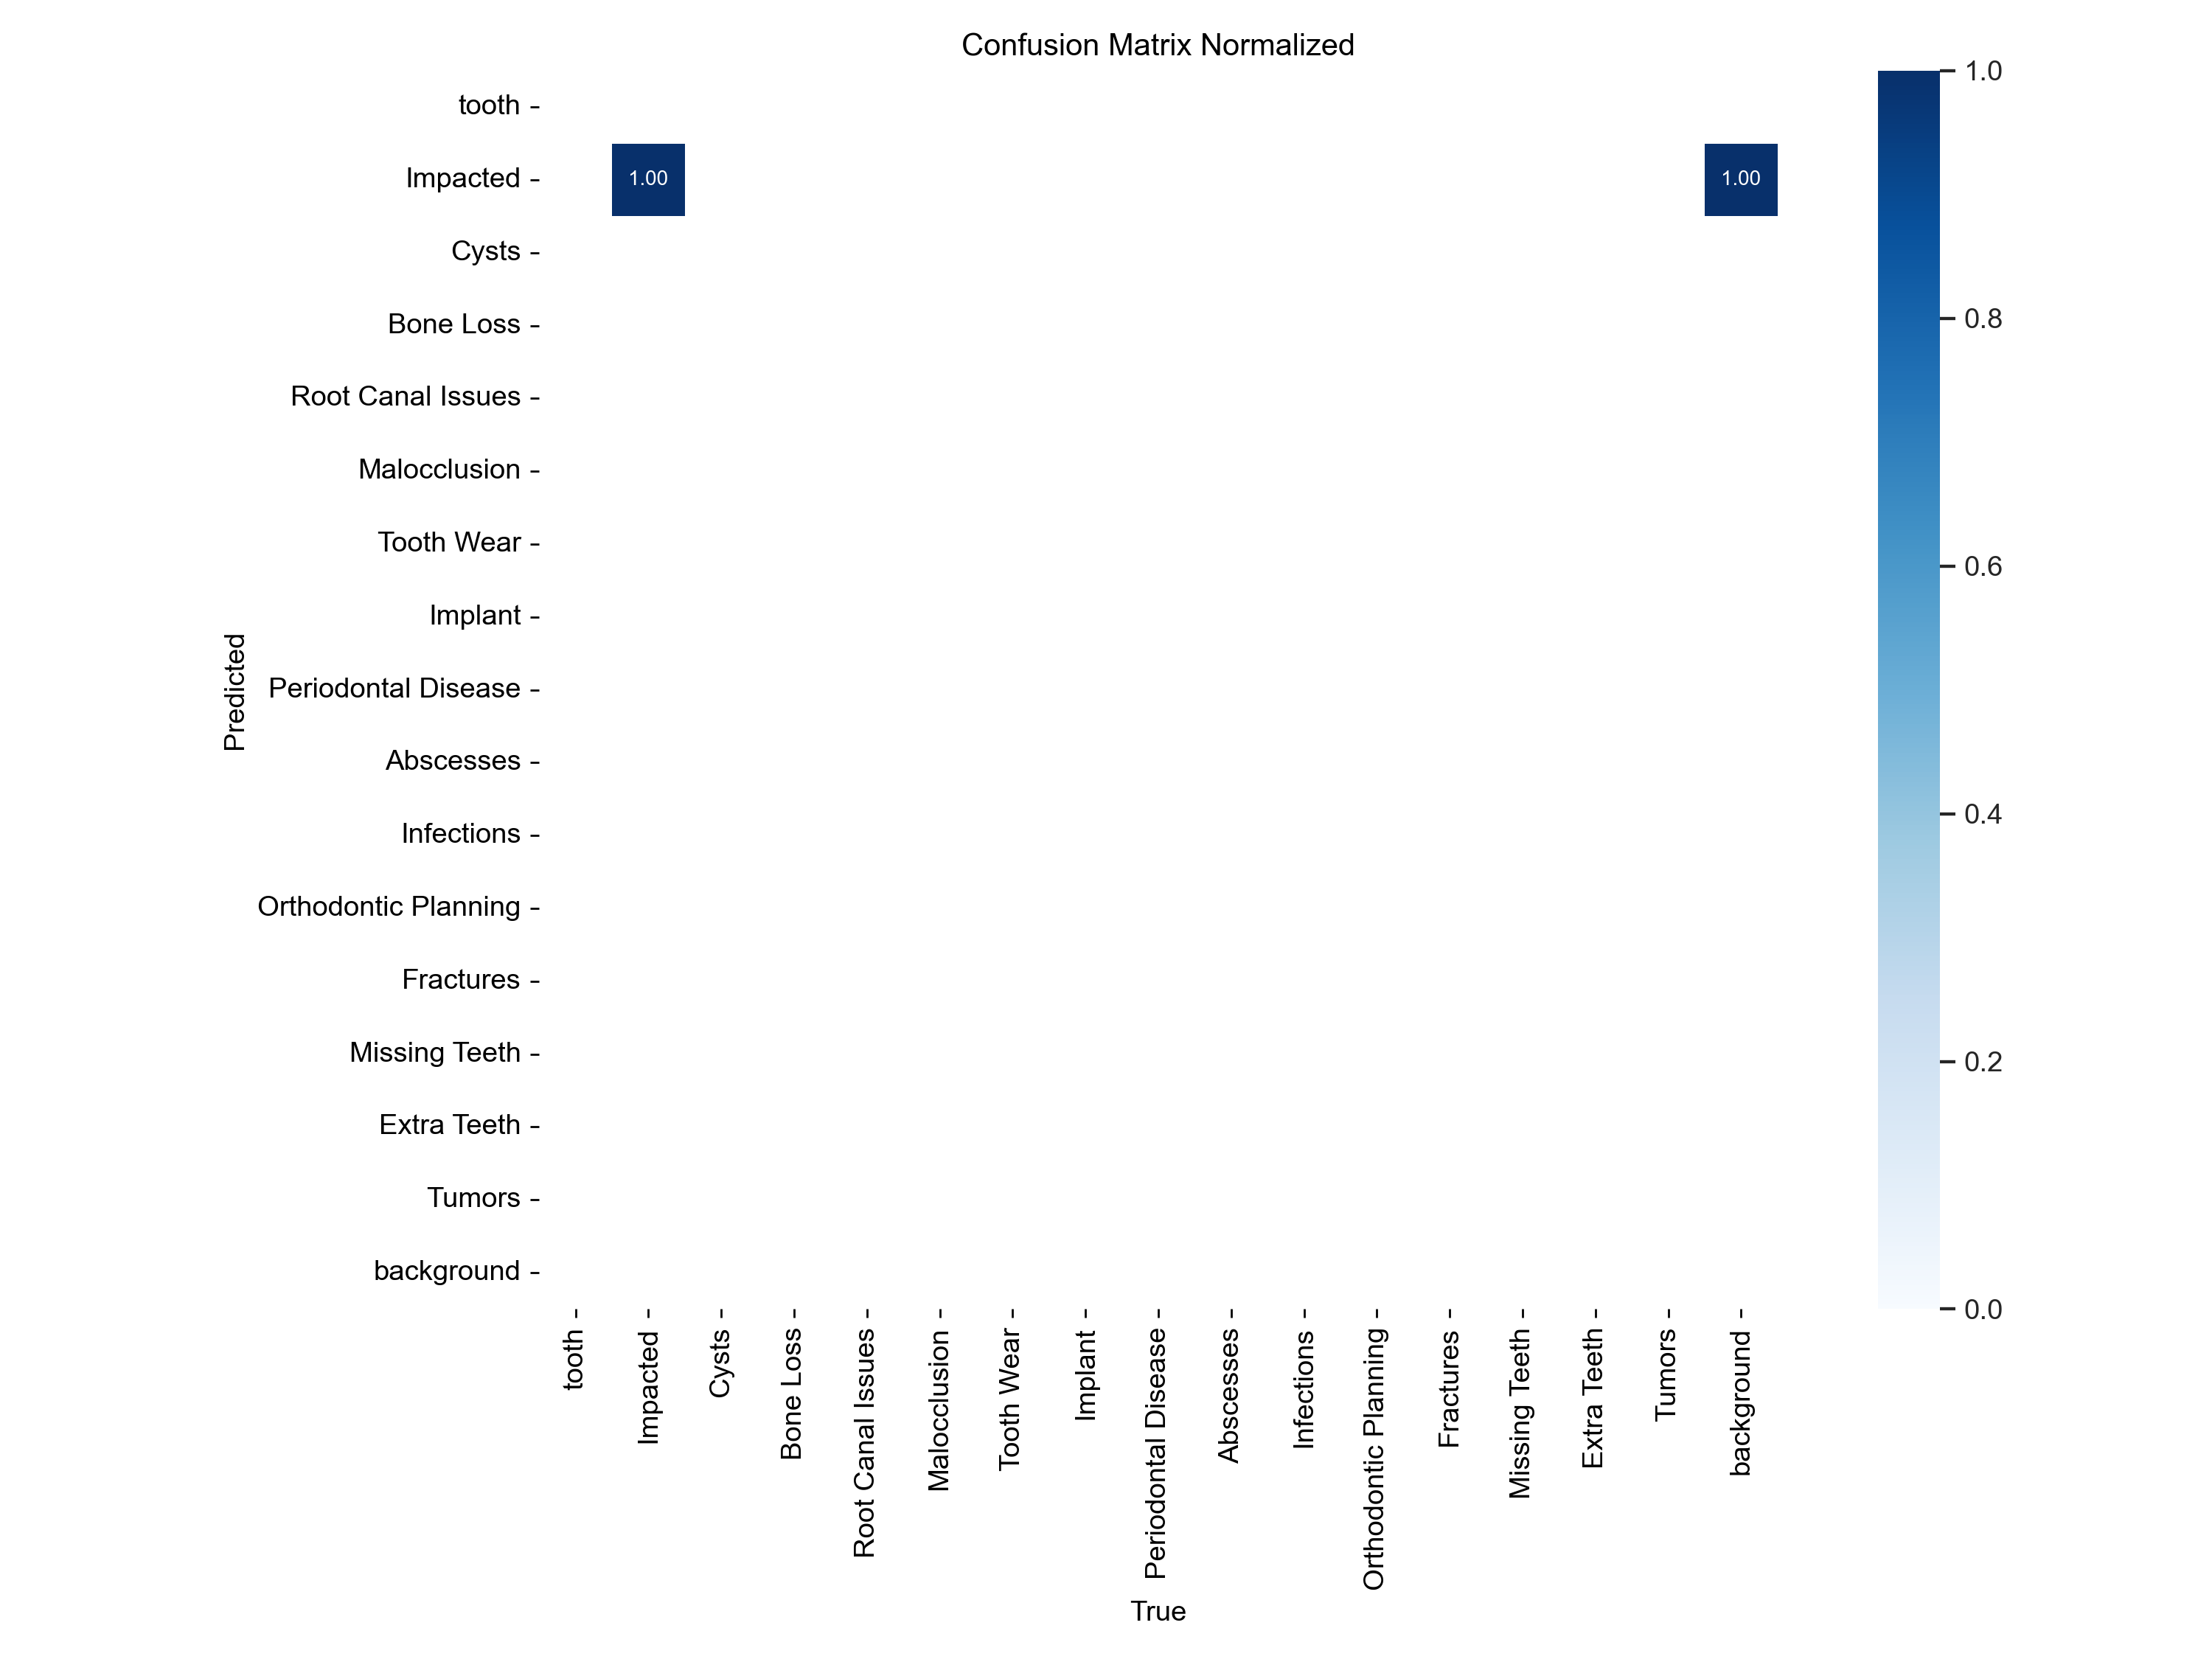 Confusion Matrix Normalized
tooth
Impacted
Cysts
Bone Loss
Root Canal Issues
Malocclusion
Tooth Wear
Implant
Periodontal Disease
Abscesses
Infections
Orthodontic Planning
Fractures
Missing Teeth
Extra Teeth
Tumors
background
Predicted
1.00
1.00
tooth
Impacted
Cysts
Bone Loss
Root Canal Issues
Malocclusion
Tooth Wear
Implant
Periodontal Disease
Abscesses
Infections
Orthodontic Planning
Fractures
Missing Teeth
Extra Teeth
Tumors
background
True
1.0
0.8
0.6
0.4
0.2
0.0